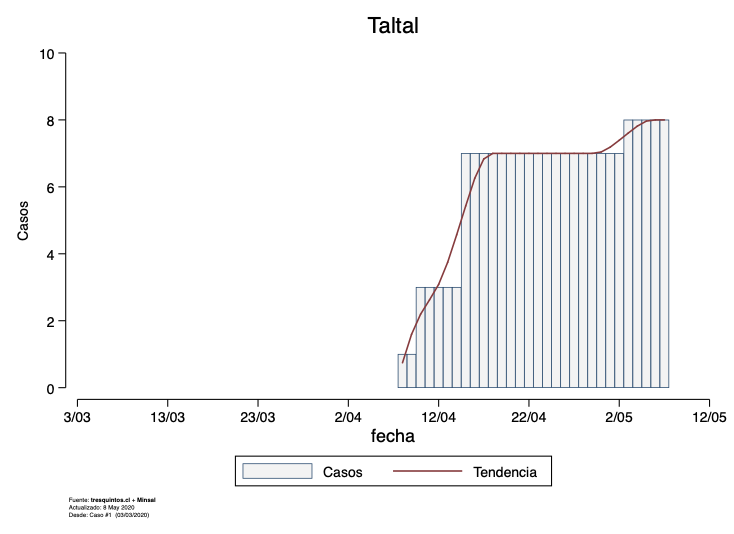 Taltal
10
8
6
4
2
0
Casos
3/03 13/03 23/03 2/04 12/04 22/04 2/05 12/05
fecha
Casos Tendencia
Fuente: tresquintos.cl + Minsal
Actualizado: 8 May 2020
Desde: Caso #1 (03/03/2020)